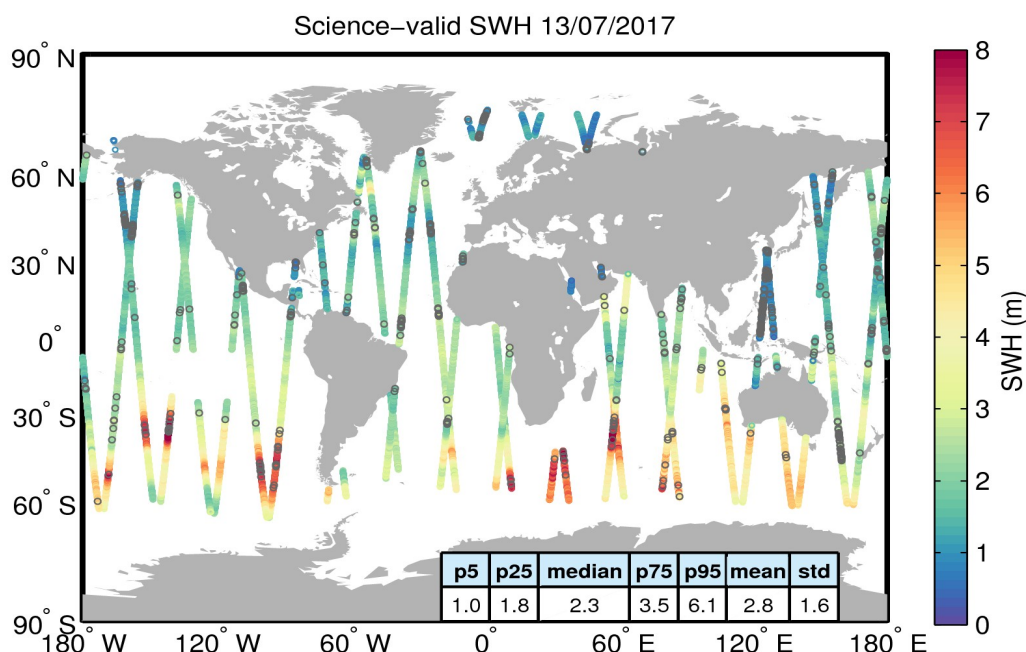 Science−valid SWH 13/07/2017
90° N
60° N
30° N
0°
30° S
60° S
90° S
180° W
120° W
60° W
0°
60° E
120° E
180° E
p5 p25 median p75 p95 mean std
1.0 1.8 2.3 3.5 6.1 2.8 1.6
8
7
6
5
4
3
2
1
0
SWH (m)